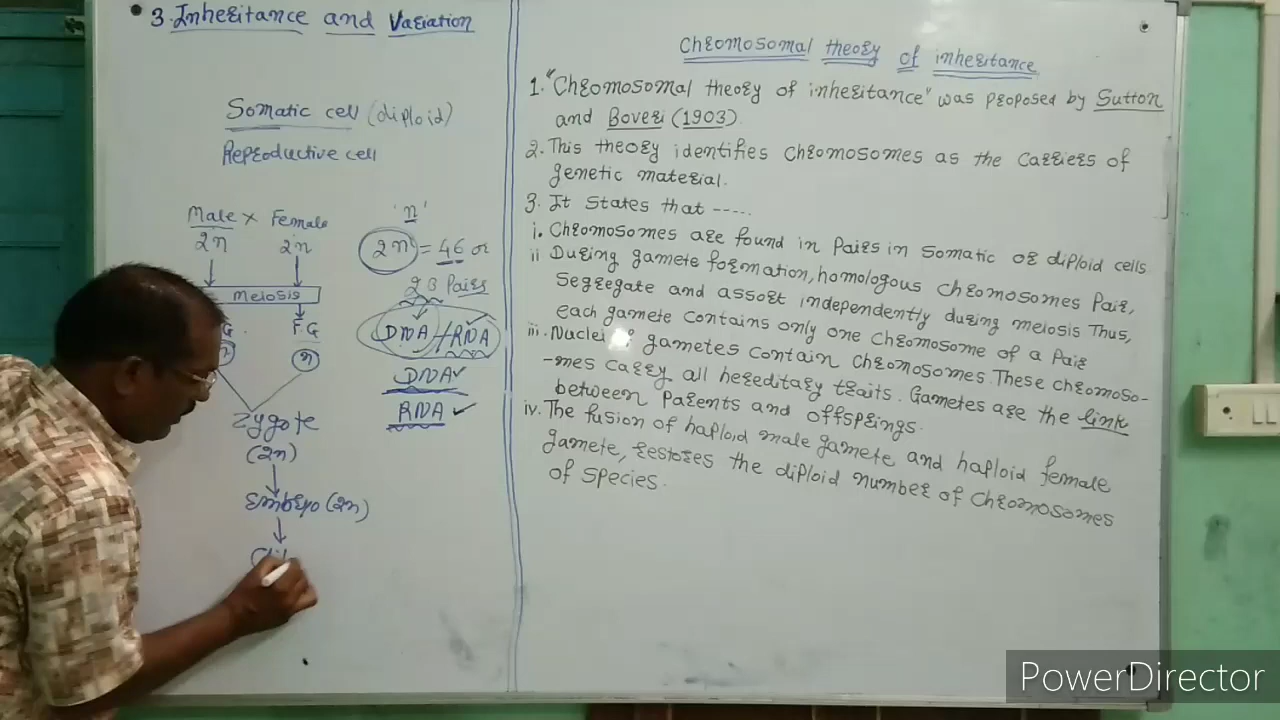 3. Inheritance and Variation
Somatic cell (diploid)
Reproductive cell
Male × Female
2n 2n
Meiosis
G. F G
n
Zygote
(2n)
Embryo (2n)
'n'
2n = 46 or
23 Pairs
DNA / RNA
DNA ✓
RNA ✓
Chromosomal theory of inheritance
1. "Chromosomal theory of inheritance" was proposed by Sutton
and Boveri (1903).
2. This theory identifies chromosomes as the carriers of
genetic material.
3. It states that -----
i. Chromosomes are found in Pairs in somatic or diploid cells
ii During gamete formation, homologous chromosomes Pair,
segregate and assort independently during meiosis Thus,
each gamete contains only one chromosome of a Pair
iii. Nuclei of gametes contain chromosomes. These chromoso-
-mes carry all hereditary traits. Gametes are the link
between Parents and offsprings.
iv. The fusion of haploid male gamete and haploid female
gamete, restores the diploid number of chromosomes
of species.
PowerDirector